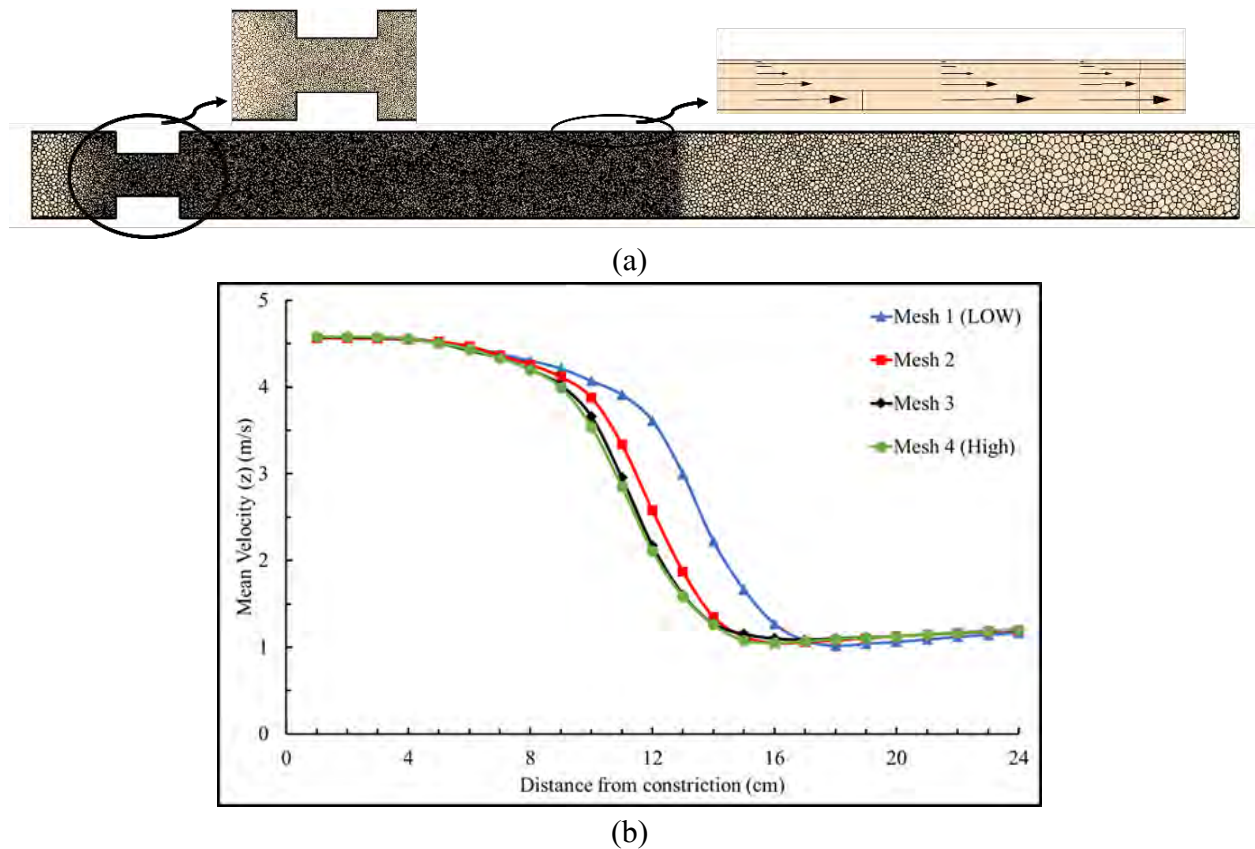 (a)
5
4
3
2
1
0
Mean Velocity (z) (m/s)
Mesh 1 (LOW)
Mesh 2
Mesh 3
Mesh 4 (High)
0 4 8 12 16 20 24
Distance from constriction (cm)
(b)